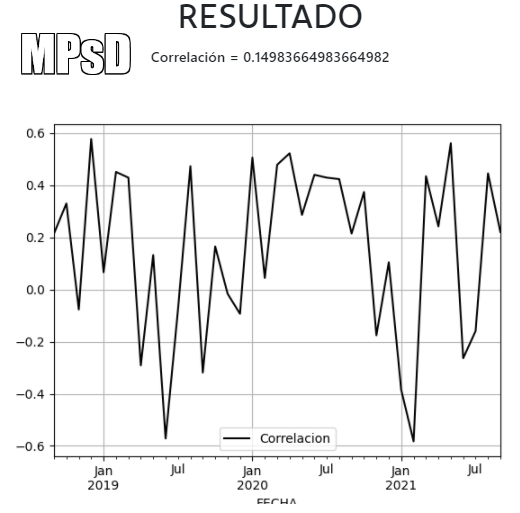 RESULTADO
MPsD
Correlación = 0.14983664983664982
0.6
0.4
0.2
0.0
−0.2
−0.4
−0.6
Correlacion
Jan Jul Jan Jul Jan Jul
2019 2020 2021
FECHA